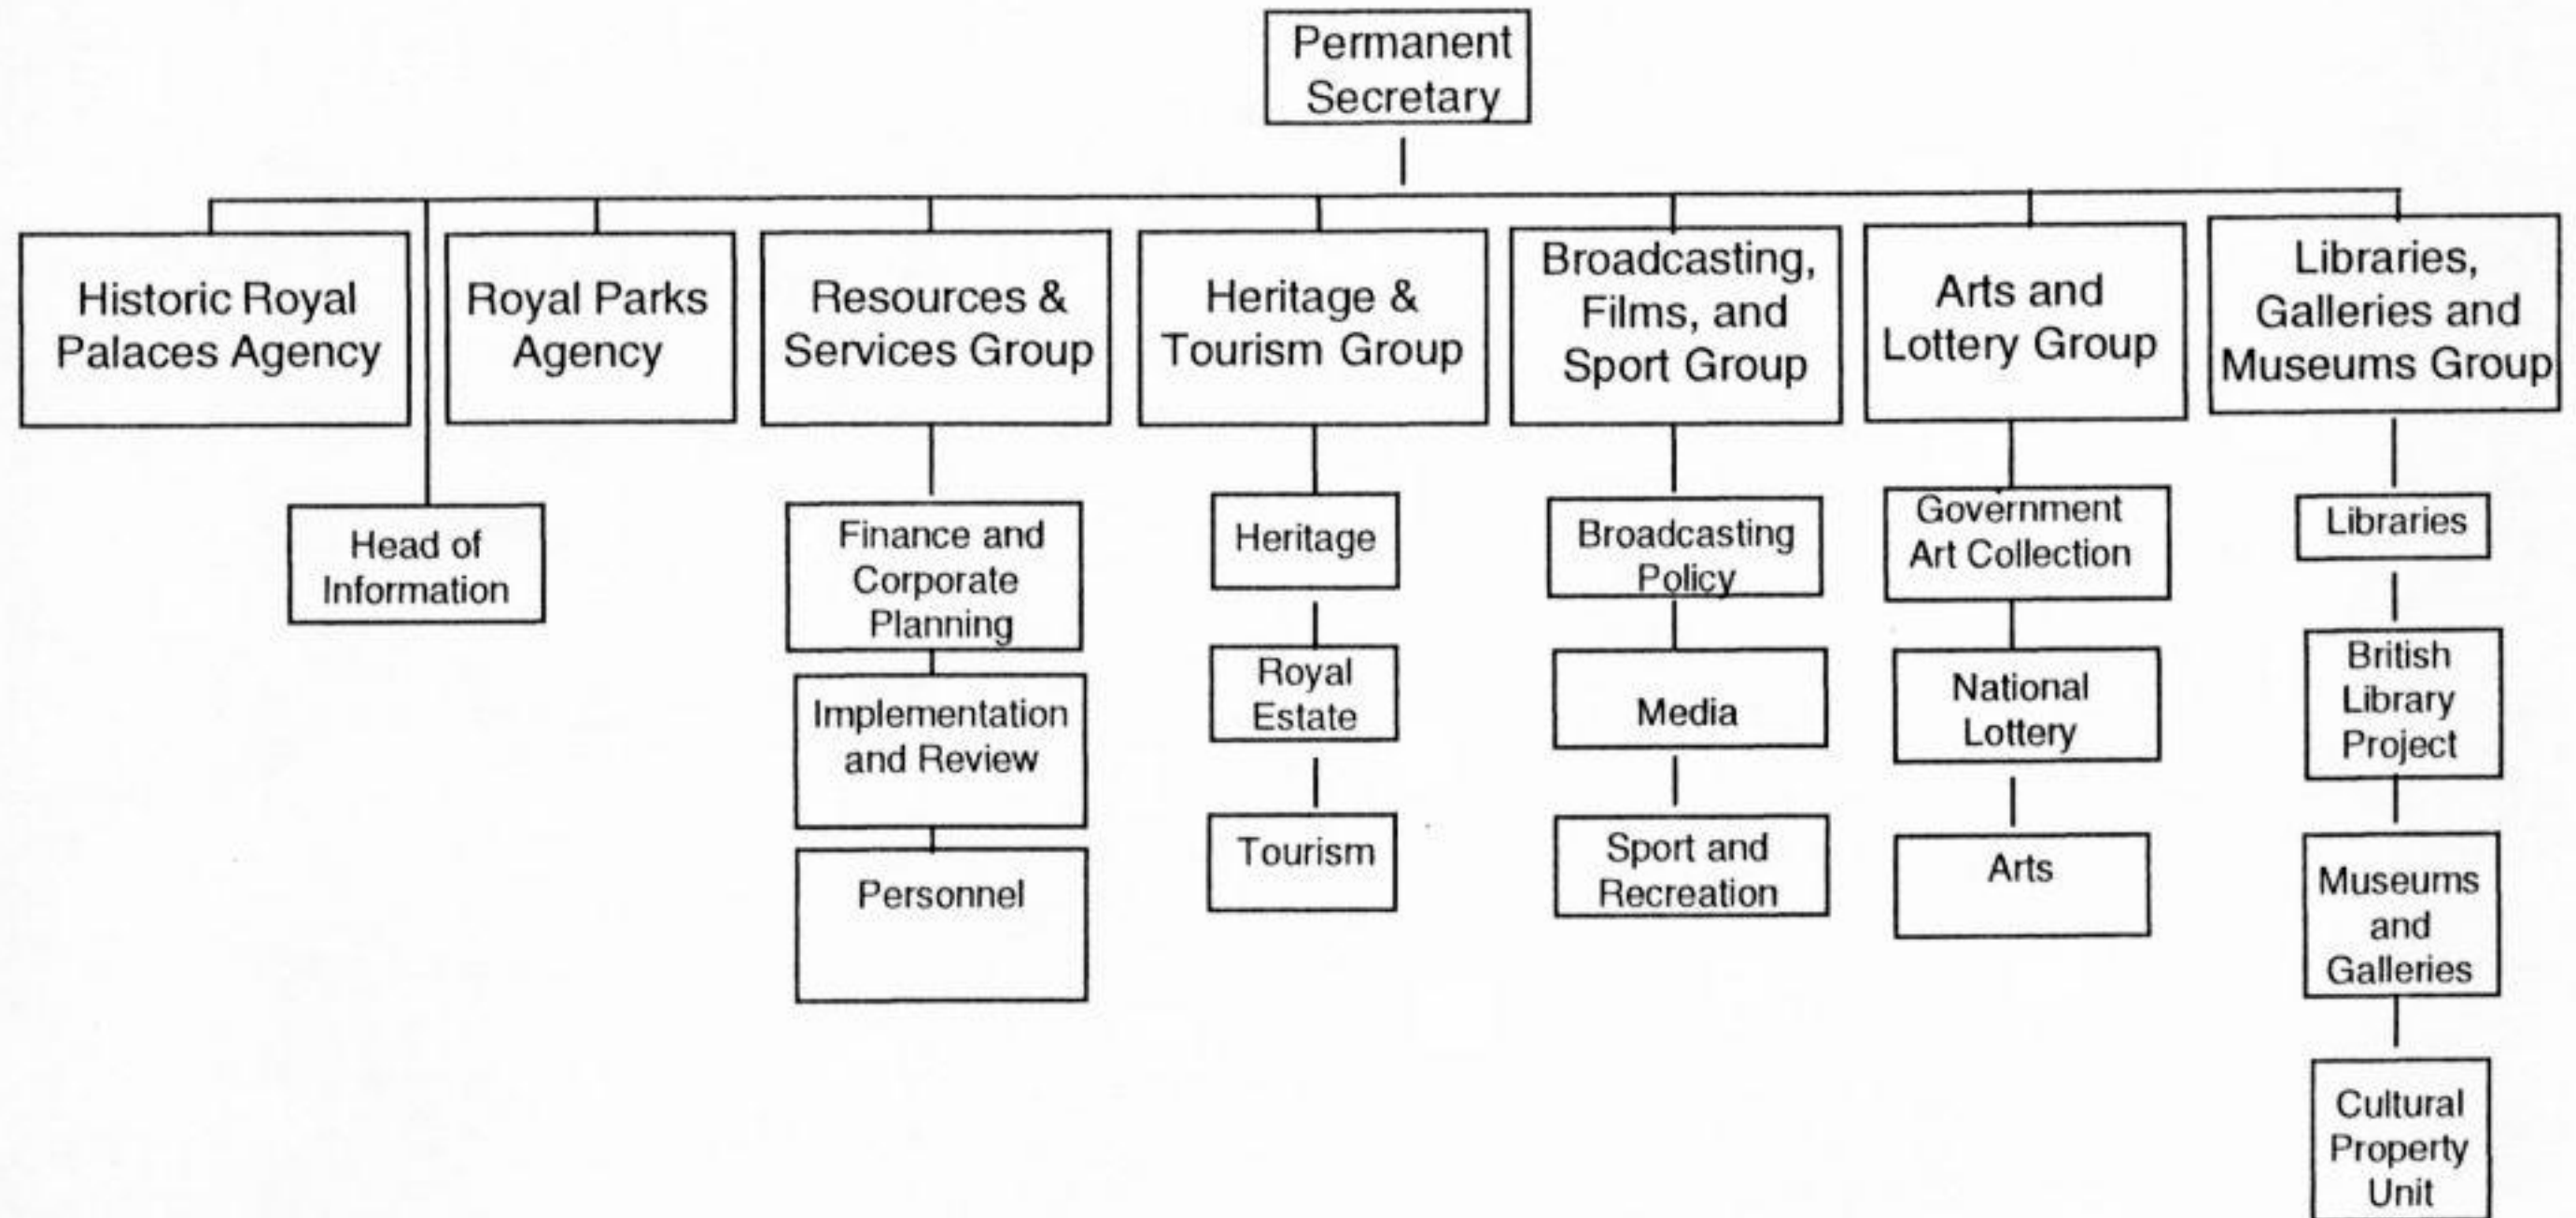 Permanent
Secretary
Historic Royal
Palaces Agency
Royal Parks
Agency
Resources &
Services Group
Heritage &
Tourism Group
Broadcasting,
Films, and
Sport Group
Arts and
Lottery Group
Libraries,
Galleries and
Museums Group
Head of
Information
Finance and
Corporate
Planning
Implementation
and Review
Personnel
Heritage
Royal
Estate
Tourism
Broadcasting
Policy
Media
Sport and
Recreation
Government
Art Collection
National
Lottery
Arts
Libraries
British
Library
Project
Museums
and
Galleries
Cultural
Property
Unit